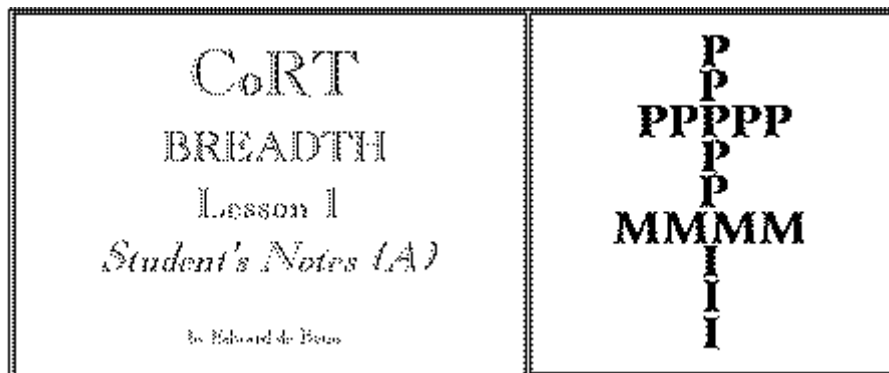 CoRT
BREADTH
Lesson 1
Student's Notes (A)
by Edward de Bono
P
P
PPPPP
P
P
MMMM
I
I
I